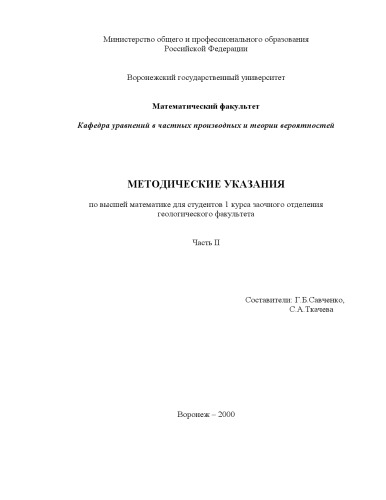 Министерство общего и профессионального образования
Российской Федерации
Воронежский государственный университет
Математический факультет
Кафедра уравнений в частных производных и теории вероятностей
МЕТОДИЧЕСКИЕ УКАЗАНИЯ
по высшей математике для студентов 1 курса заочного отделения
геологического факультета
Часть II
Составители: Г.Б.Савченко,
С.А.Ткачева
Воронеж – 2000